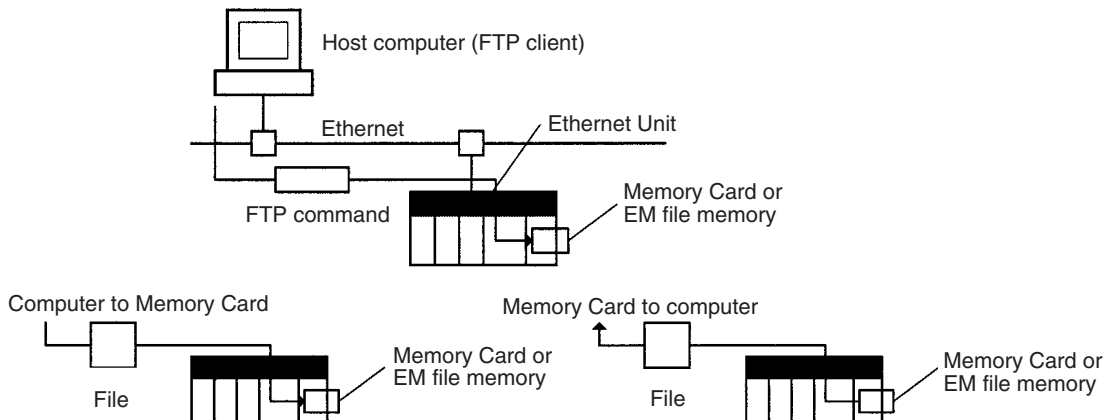 Host computer (FTP client)
Ethernet
Ethernet Unit
FTP command
Memory Card or
EM file memory
Computer to Memory Card
File
Memory Card or
EM file memory
Memory Card to computer
File
Memory Card or
EM file memory